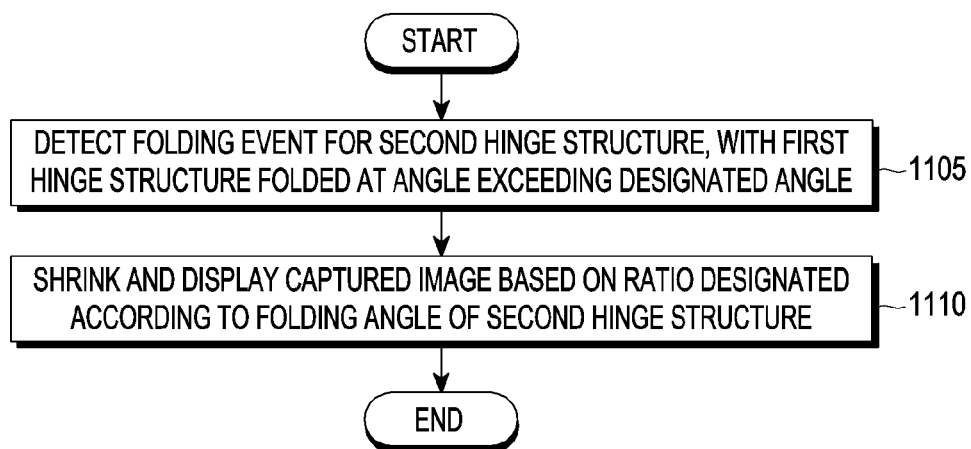 START
DETECT FOLDING EVENT FOR SECOND HINGE STRUCTURE, WITH FIRST
HINGE STRUCTURE FOLDED AT ANGLE EXCEEDING DESIGNATED ANGLE
1105
SHRINK AND DISPLAY CAPTURED IMAGE BASED ON RATIO DESIGNATED
ACCORDING TO FOLDING ANGLE OF SECOND HINGE STRUCTURE
1110
END